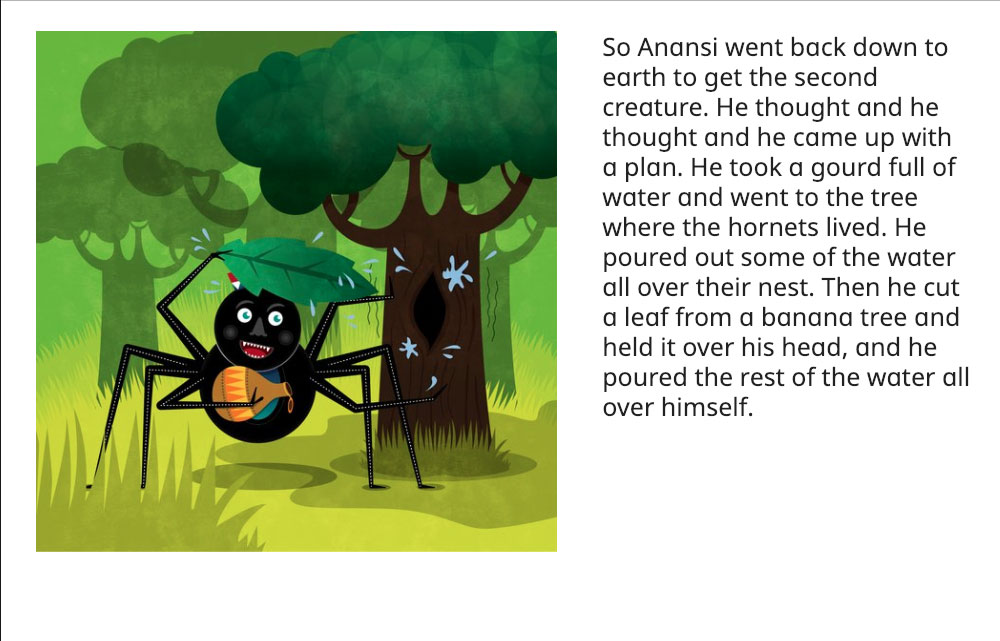 So Anansi went back down to
earth to get the second
creature. He thought and he
thought and he came up with
a plan. He took a gourd full of
water and went to the tree
where the hornets lived. He
poured out some of the water
all over their nest. Then he cut
a leaf from a banana tree and
held it over his head, and he
poured the rest of the water all
over himself.